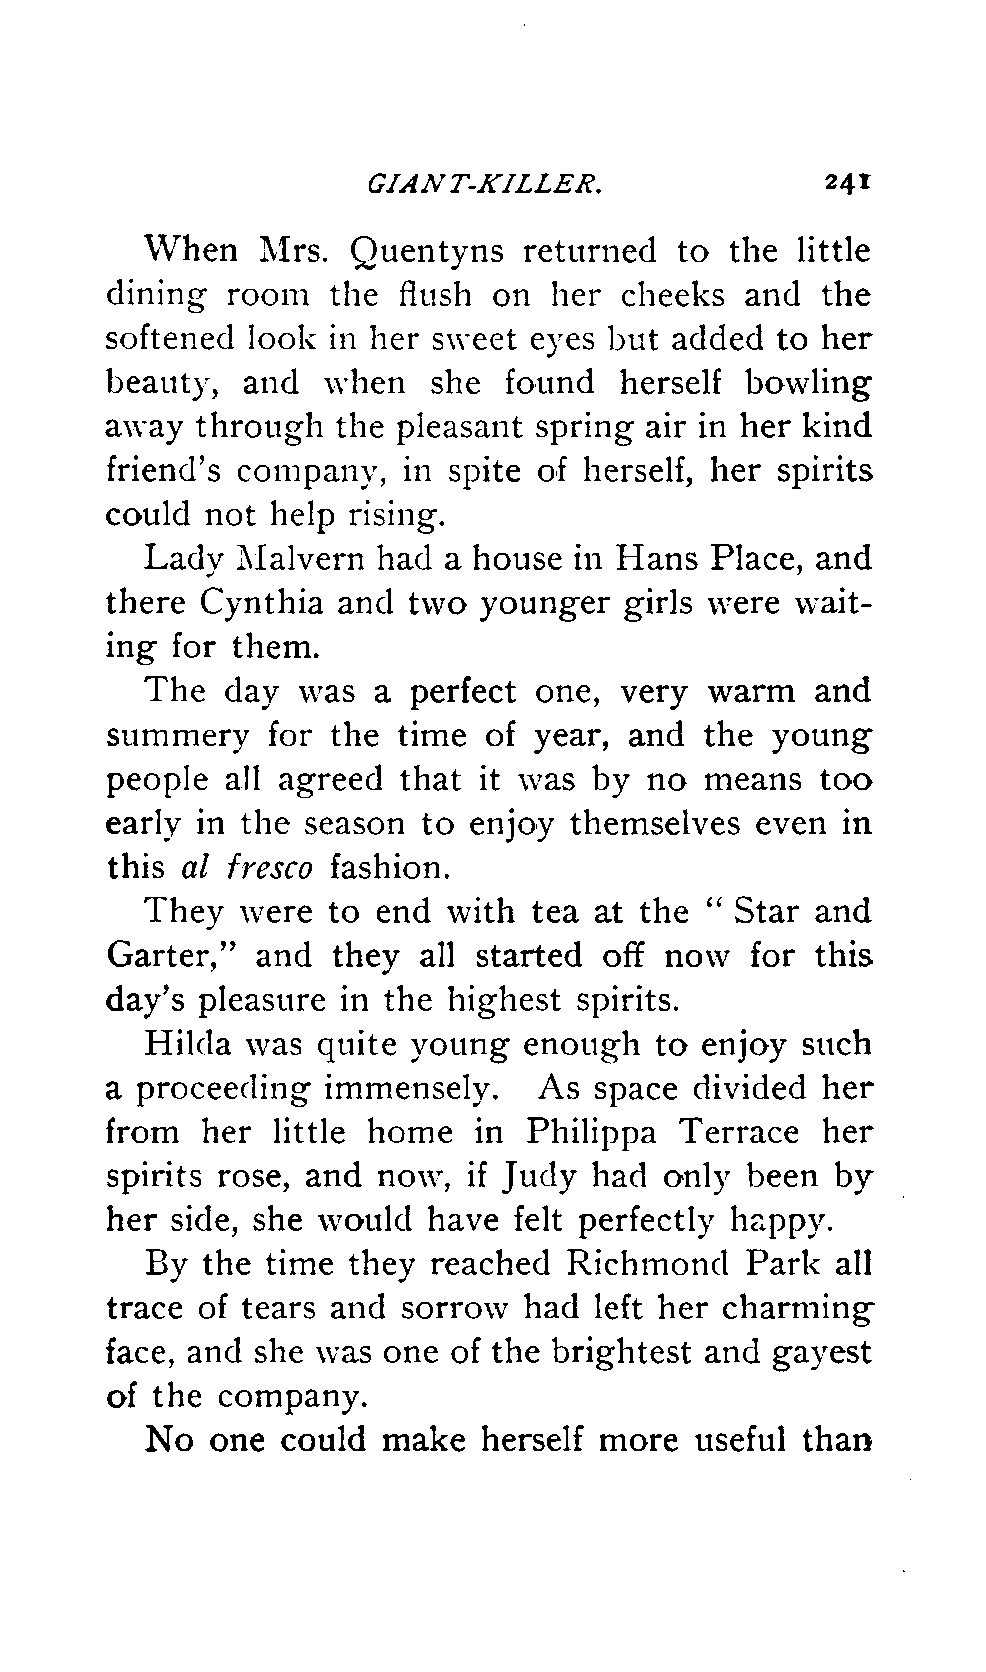 GIANT-KILLER. 241
When Mrs. Quentyns returned to the little
dining room the flush on her cheeks and the
softened look in her sweet eyes but added to her
beauty, and when she found herself bowling
away through the pleasant spring air in her kind
friend's company, in spite of herself, her spirits
could not help rising.
Lady Malvern had a house in Hans Place, and
there Cynthia and two younger girls were wait-
ing for them.
The day was a perfect one, very warm and
summery for the time of year, and the young
people all agreed that it was by no means too
early in the season to enjoy themselves even in
this al fresco fashion.
They were to end with tea at the " Star and
Garter," and they all started off now for this
day's pleasure in the highest spirits.
Hilda was quite young enough to enjoy such
a proceeding immensely. As space divided her
from her little home in Philippa Terrace her
spirits rose, and now, if Judy had only been by
her side, she would have felt perfectly happy.
By the time they reached Richmond Park all
trace of tears and sorrow had left her charming
face, and she was one of the brightest and gayest
of the company.
No one could make herself more useful than